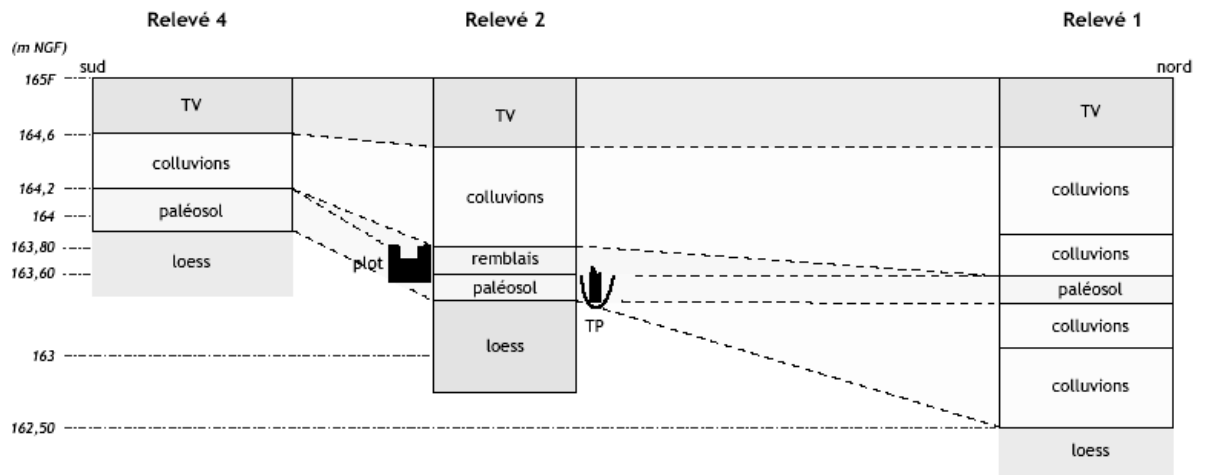 Relevé 4
Relevé 2
Relevé 1
(m NGF)
sud
nord
165F
TV
TV
TV
164,6
colluvions
colluvions
colluvions
164,2
paléosol
164
163,80
loess
plot
remblais
colluvions
163,60
paléosol
paléosol
TP
colluvions
loess
163
colluvions
162,50
loess